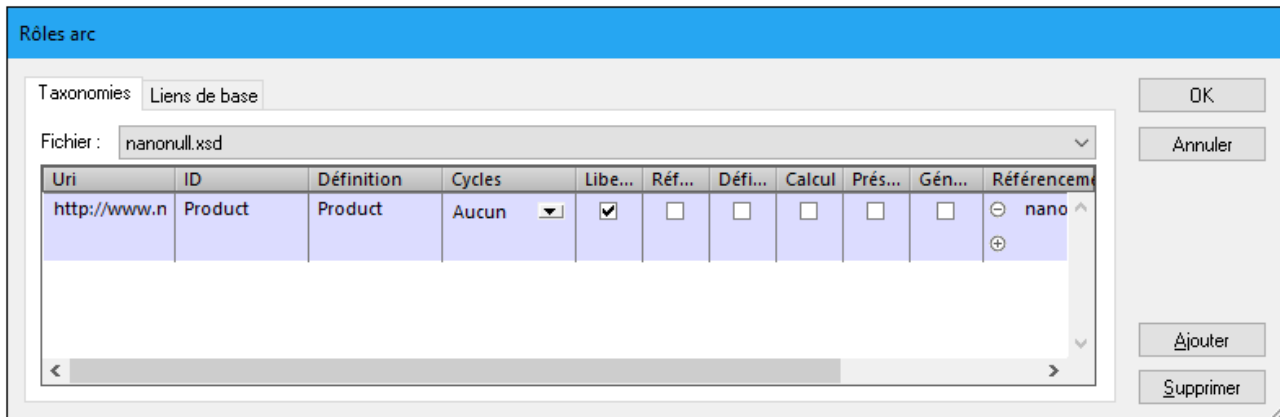 Rôles arc
Taxonomies Liens de base
OK
Fichier : nanonull.xsd
Annuler
Uri ID Définition Cycles Libe... Réf... Défi... Calcul Prés... Gén... Référenceme
http://www.n Product Product Aucun nano
Ajouter
Supprimer